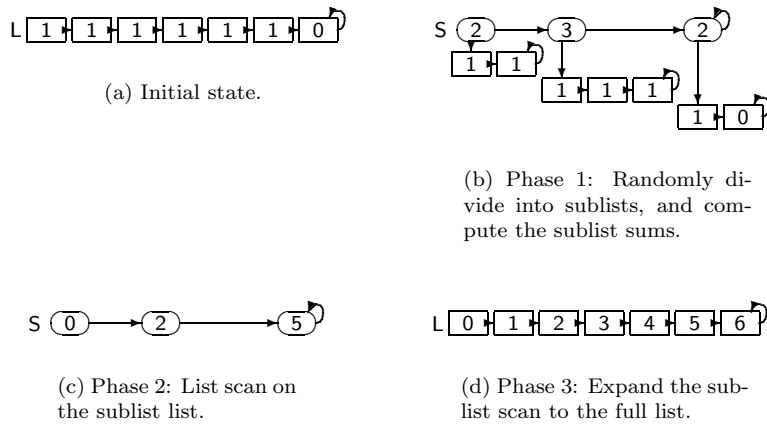 L 1 1 1 1 1 1 0
(a) Initial state.
S 2 3 2
1 1
1 1 1
1 0
(b) Phase 1: Randomly di-
vide into sublists, and com-
pute the sublist sums.
S 0 2 5
(c) Phase 2: List scan on
the sublist list.
L 0 1 2 3 4 5 6
(d) Phase 3: Expand the sub-
list scan to the full list.